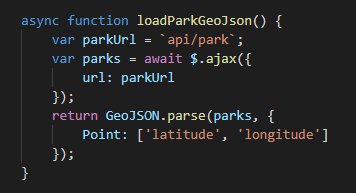 async function loadParkGeoJson() {
    var parkUrl = `api/park`;
    var parks = await $.ajax({
        url: parkUrl
    });
    return GeoJSON.parse(parks, {
        Point: ['latitude', 'longitude']
    });
}